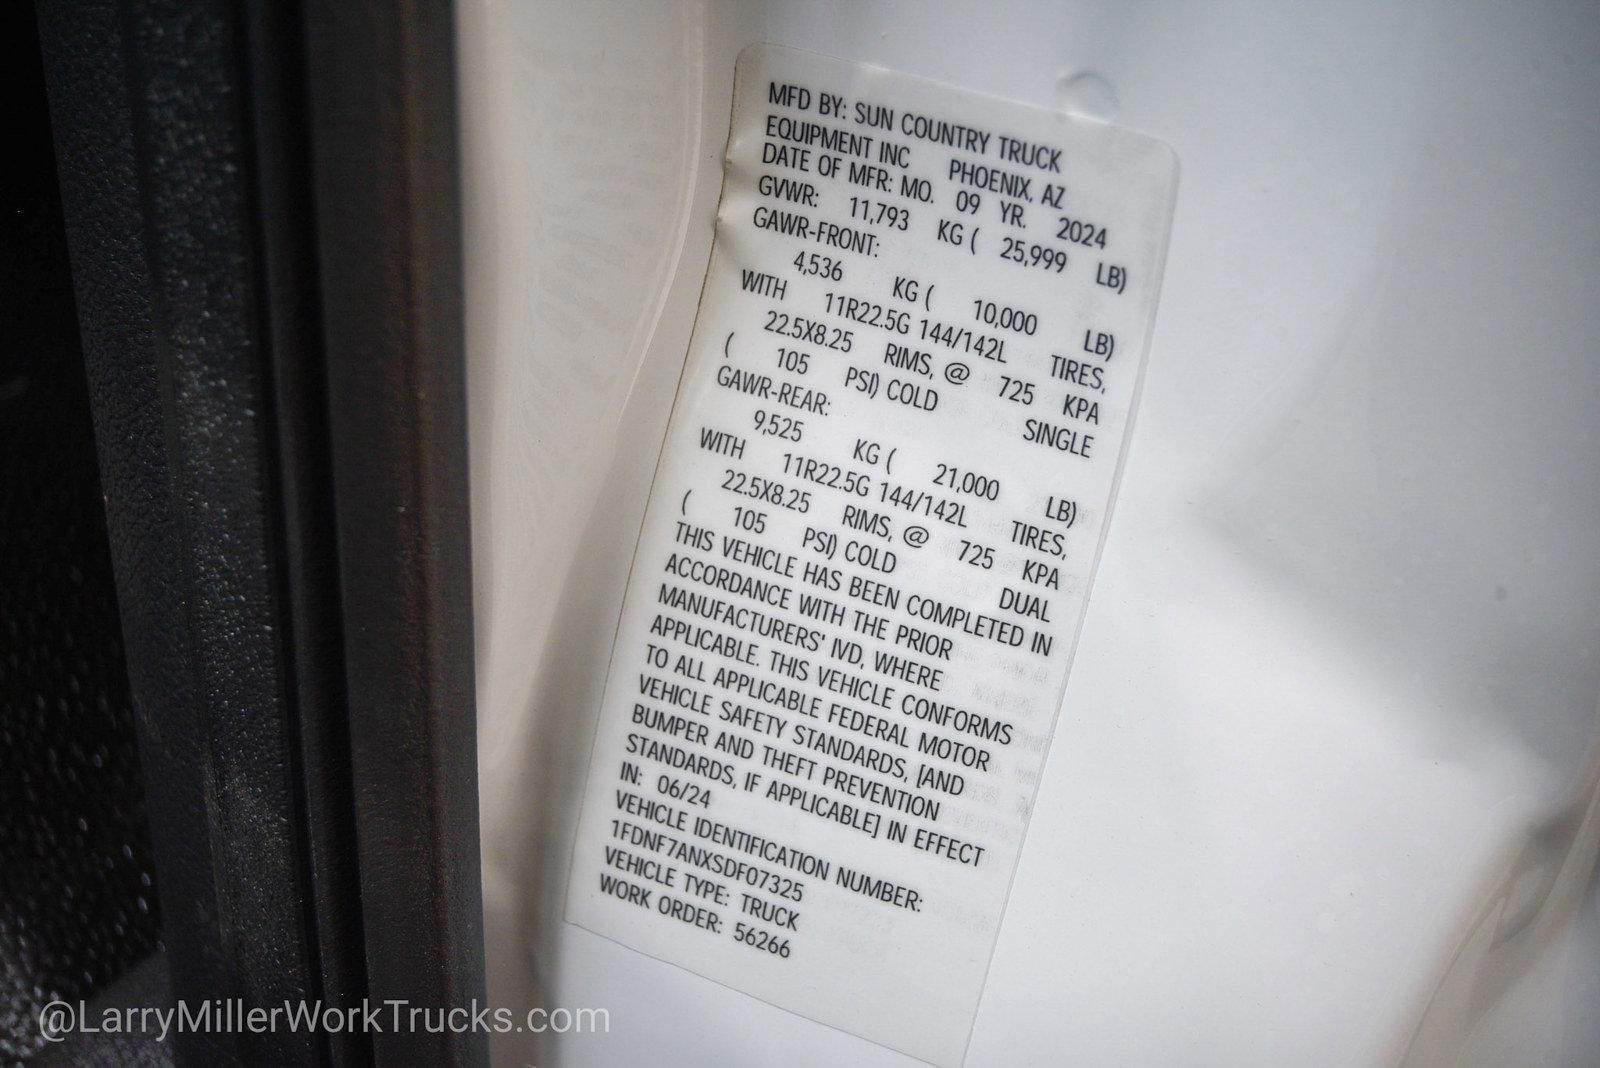 MFD BY: SUN COUNTRY TRUCK
EQUIPMENT INC PHOENIX, AZ
DATE OF MFR: MO. 09 YR. 2024
GVWR: 11,793 KG ( 25,999 LB)
GAWR-FRONT:
4,536 KG ( 10,000 LB)
WITH 11R22.5G 144/142L TIRES,
22.5X8.25 RIMS, @ 725 KPA
( 105 PSI) COLD SINGLE
GAWR-REAR:
9,525 KG ( 21,000 LB)
WITH 11R22.5G 144/142L TIRES,
22.5X8.25 RIMS, @ 725 KPA
( 105 PSI) COLD DUAL
THIS VEHICLE HAS BEEN COMPLETED IN
ACCORDANCE WITH THE PRIOR
MANUFACTURERS' IVD, WHERE
APPLICABLE. THIS VEHICLE CONFORMS
TO ALL APPLICABLE FEDERAL MOTOR
VEHICLE SAFETY STANDARDS, [AND
BUMPER AND THEFT PREVENTION
STANDARDS, IF APPLICABLE] IN EFFECT
IN: 06/24
VEHICLE IDENTIFICATION NUMBER:
1FDNF7ANXSDF07325
VEHICLE TYPE: TRUCK
WORK ORDER: 56266
@LarryMillerWorkTrucks.com